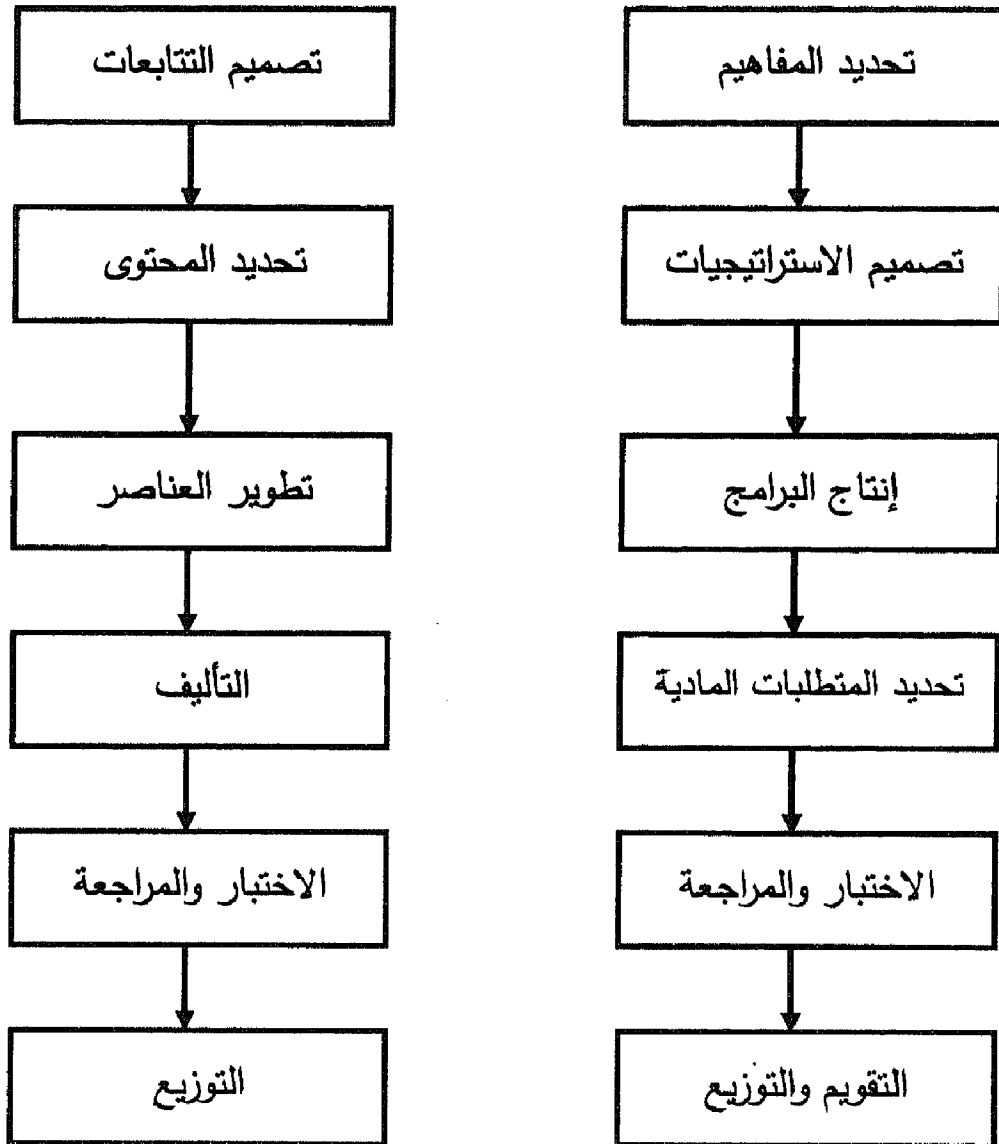 تحديد المفاهيم
تصميم الاستراتيجيات
إنتاج البرامج
تحديد المتطلبات المادية
الاختبار والمراجعة
التقويم والتوزيع
تصميم التتابعات
تحديد المحتوى
تطوير العناصر
التأليف
الاختبار والمراجعة
التوزيع